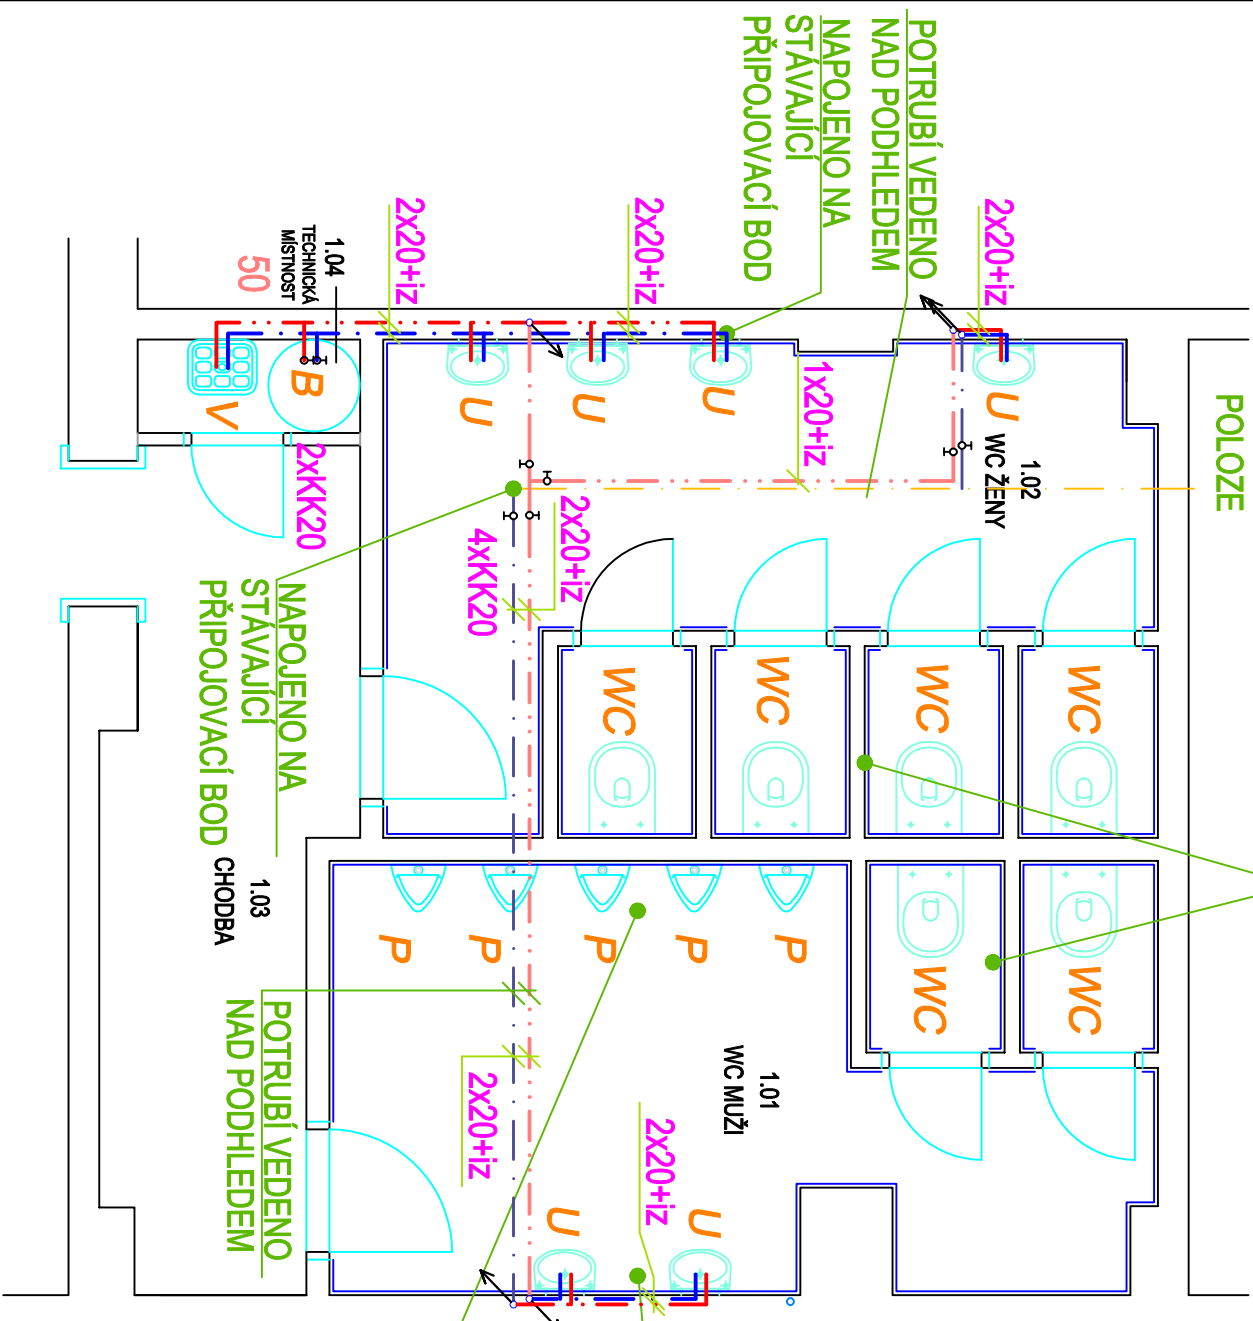 POLOZE
POTRUBÍ VEDENO
NAD PODHLEDEM
NAPOJENO NA
STÁVAJÍCÍ
PŘIPOJOVACÍ BOD
2x20+iz
2x20+iz
2x20+iz
1.04
TECHNICKÁ
MÍSTNOST
50
U
U
U
U
B
V
1x20+iz
1.02
WC ŽENY
2xKK20
2x20+iz
4xKK20
NAPOJENO NA
STÁVAJÍCÍ
PŘIPOJOVACÍ BOD
WC
WC
WC
WC
1.03
CHODBA
P
P
P
P
P
WC
WC
POTRUBÍ VEDENO
NAD PODHLEDEM
1.01
WC MUŽI
2x20+iz
2x20+iz
U
U